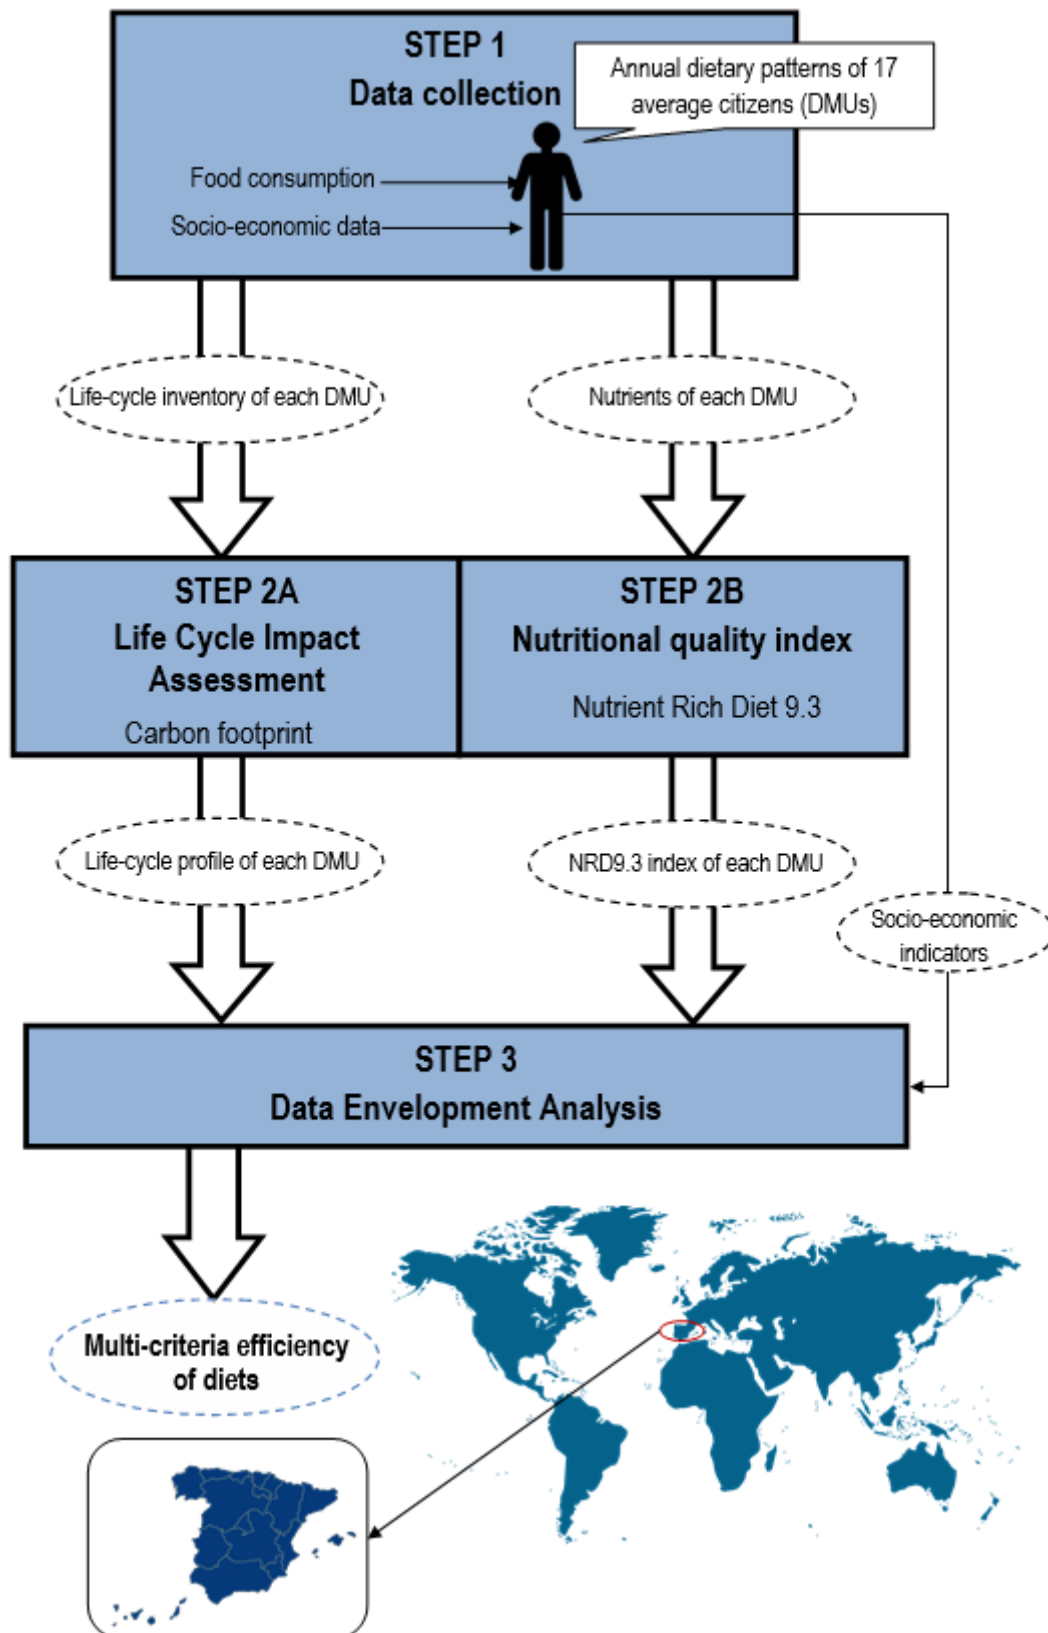 STEP 1
Data collection
Annual dietary patterns of 17
average citizens (DMUs)
Food consumption
Socio-economic data
Life-cycle inventory of each DMU
Nutrients of each DMU
STEP 2A
Life Cycle Impact
Assessment
Carbon footprint
STEP 2B
Nutritional quality index
Nutrient Rich Diet 9.3
Life-cycle profile of each DMU
NRD9.3 index of each DMU
Socio-economic
indicators
STEP 3
Data Envelopment Analysis
Multi-criteria efficiency
of diets